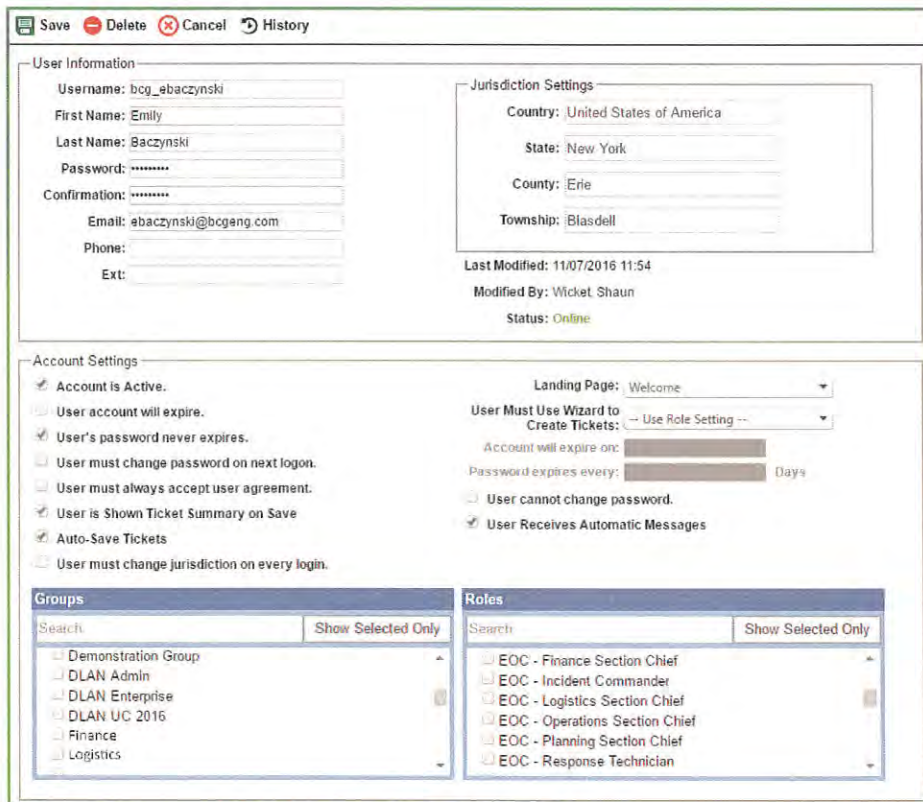 Save Delete Cancel History
User Information
Username: bcg_ebaczynski
First Name: Emily
Last Name: Baczynski
Password: •••••••••
Confirmation: •••••••••
Email: ebaczynski@bcgeng.com
Phone:
Ext:
Jurisdiction Settings
Country: United States of America
State: New York
County: Erie
Township: Blasdell
Last Modified: 11/07/2016 11:54
Modified By: Wicket, Shaun
Status: Online
Account Settings
Account is Active.
User account will expire.
User's password never expires.
User must change password on next logon.
User must always accept user agreement.
User is Shown Ticket Summary on Save
Auto-Save Tickets
User must change jurisdiction on every login.
Landing Page: Welcome
User Must Use Wizard to
Create Tickets: -- Use Role Setting --
Account will expire on:
Password expires every: Days
User cannot change password.
User Receives Automatic Messages
Groups
Search Show Selected Only
Demonstration Group
DLAN Admin
DLAN Enterprise
DLAN UC 2016
Finance
Logistics
Roles
Search Show Selected Only
EOC - Finance Section Chief
EOC - Incident Commander
EOC - Logistics Section Chief
EOC - Operations Section Chief
EOC - Planning Section Chief
EOC - Response Technician